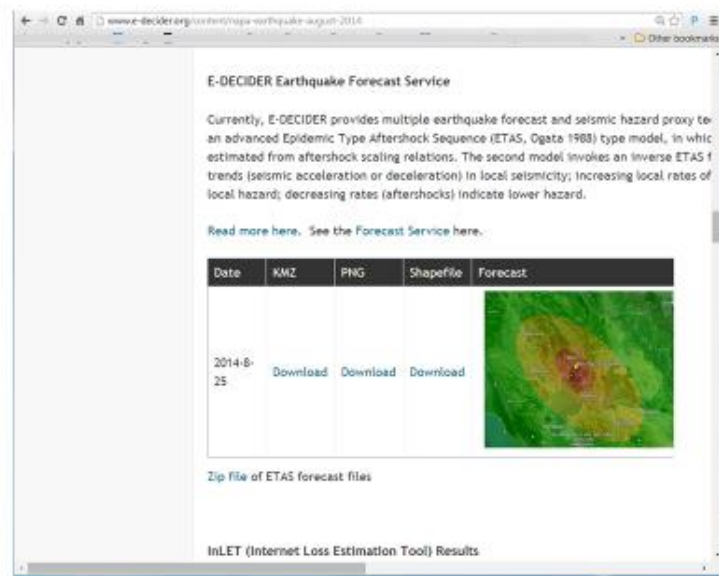 www.e-decider.org/content/napa-earthquake-august-2014
Other bookmarks
E-DECIDER Earthquake Forecast Service
Currently, E-DECIDER provides multiple earthquake forecast and seismic hazard proxy te
an advanced Epidemic Type Aftershock Sequence (ETAS, Ogata 1988) type model, in whic
estimated from aftershock scaling relations. The second model invokes an inverse ETAS f
trends (seismic acceleration or deceleration) in local seismicity; increasing local rates of
local hazard; decreasing rates (aftershocks) indicate lower hazard.
Read more here. See the Forecast Service here.
Date KMZ PNG Shapefile Forecast
2014-8-
25
Download Download Download
Zip file of ETAS forecast files
InLET (Internet Loss Estimation Tool) Results